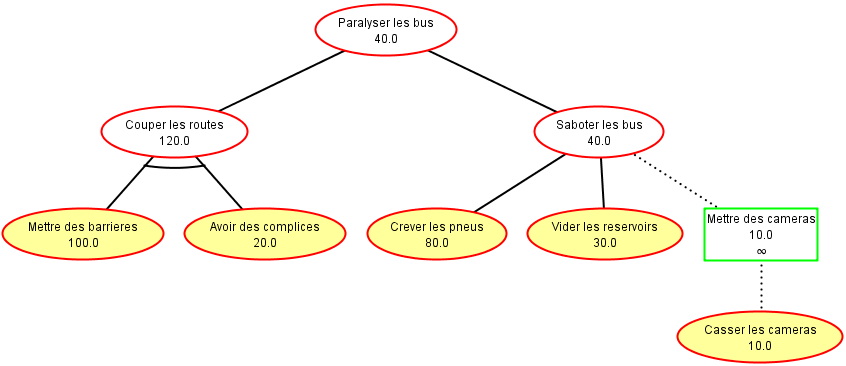 Paralyser les bus
40.0
Couper les routes
120.0
Saboter les bus
40.0
Mettre des barrieres
100.0
Avoir des complices
20.0
Crever les pneus
80.0
Vider les reservoirs
30.0
Mettre des cameras
10.0
∞
Casser les cameras
10.0